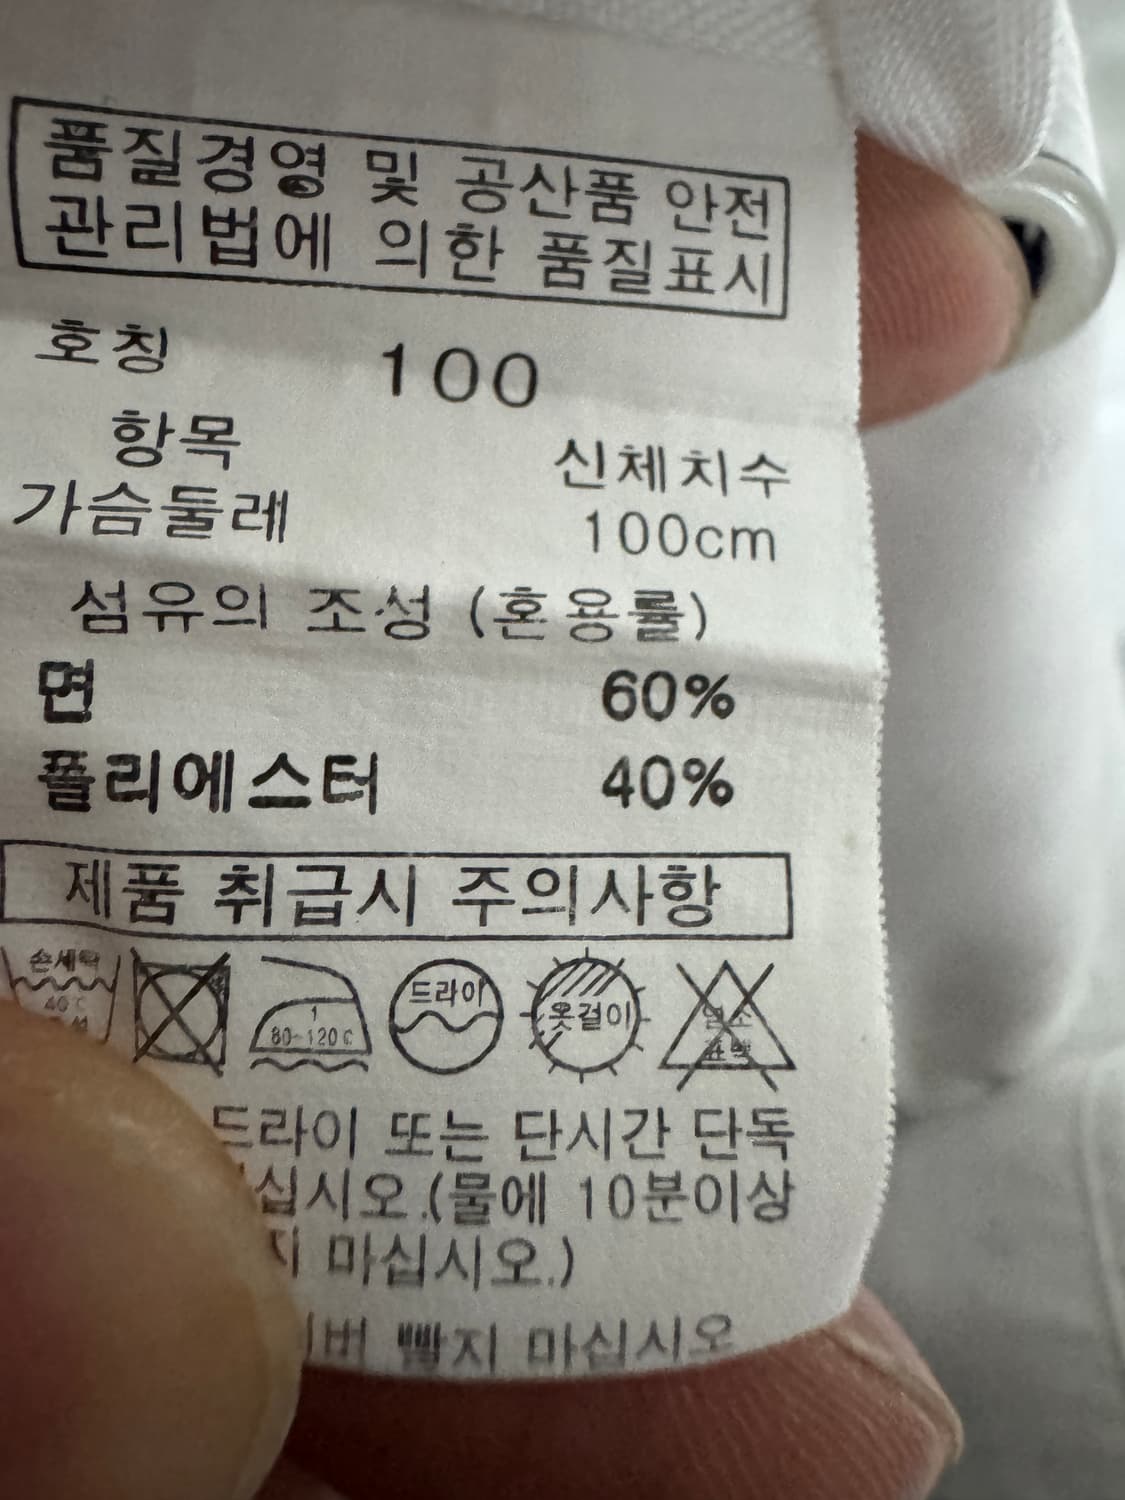 품질경영 및 공산품 안전
관리법에 의한 품질표시
호칭 100
항목 신체치수
가슴둘레 100cm
섬유의 조성 (혼용률)
면 60%
폴리에스터 40%
제품 취급시 주의사항
손세탁
40℃
1
80-120℃
드라이
옷걸이
염소
표백
드라이 또는 단시간 단독
십시오.(물에 10분이상
지 마십시오.)
빨지 마십시오